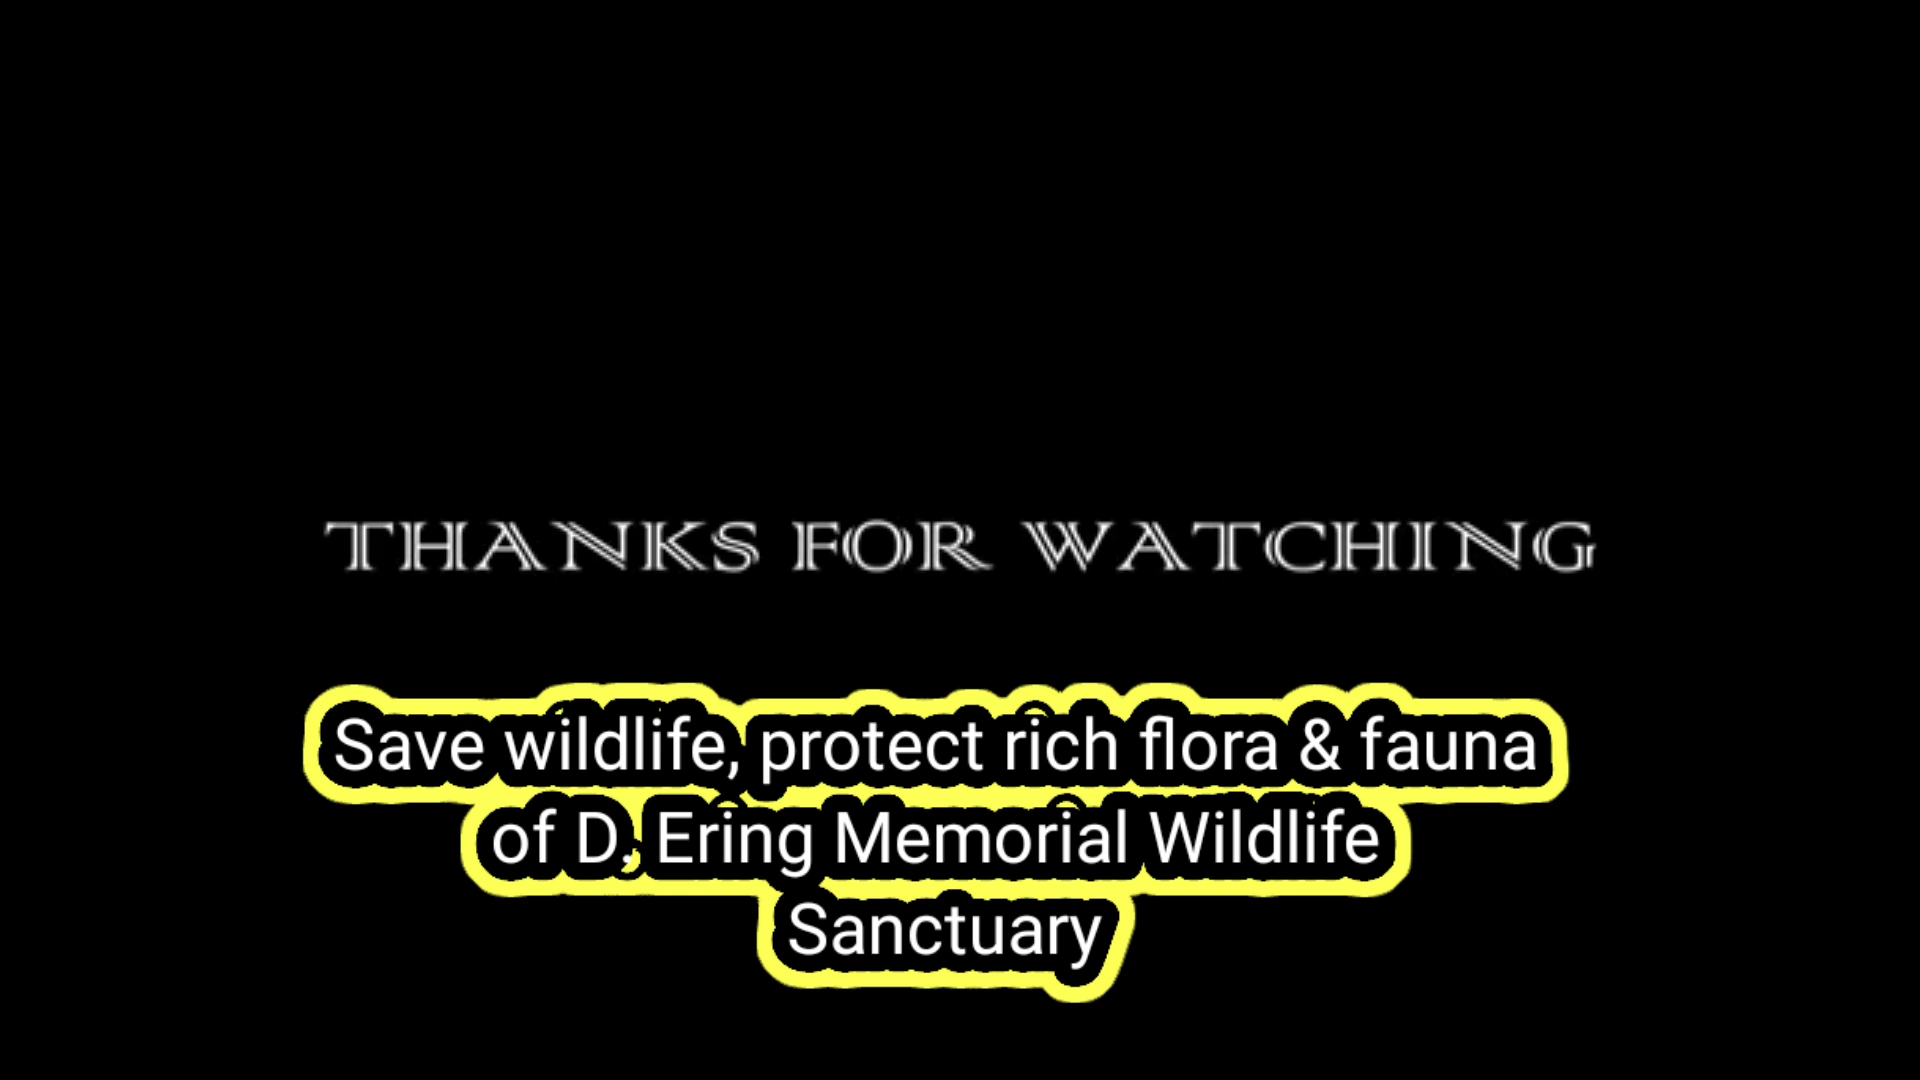 THANKS FOR WATCHING
Save wildlife, protect rich flora & fauna
of D. Ering Memorial Wildlife
Sanctuary